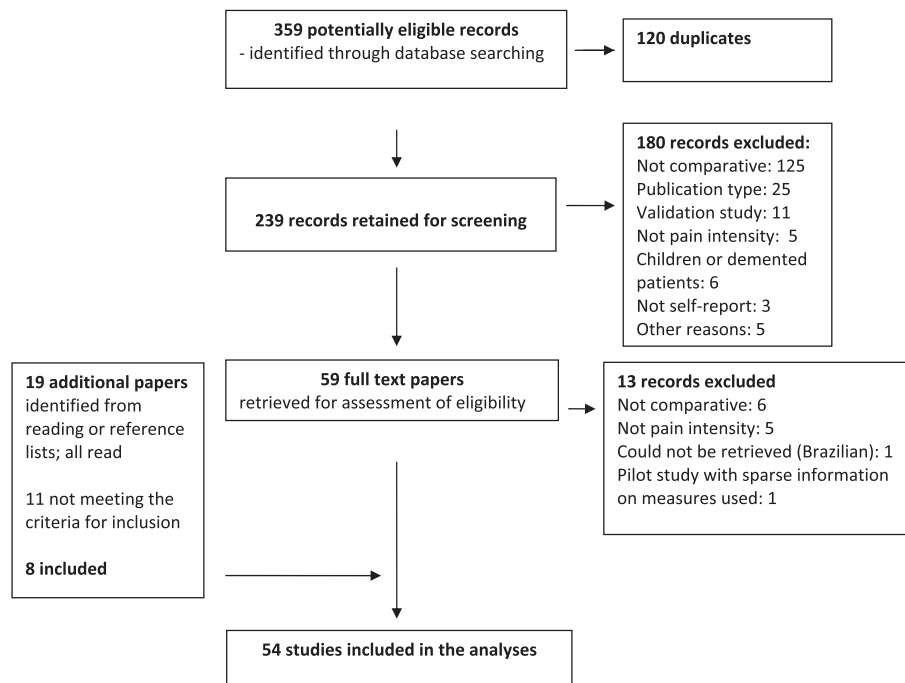 359 potentially eligible records
- identified through database searching
120 duplicates
180 records excluded:
Not comparative: 125
Publication type: 25
Validation study: 11
Not pain intensity:  5
Children or demented
patients: 6
Not self-report: 3
Other reasons: 5
239 records retained for screening
59 full text papers
retrieved for assessment of eligibility
13 records excluded
Not comparative: 6
Not pain intensity: 5
Could not be retrieved (Brazilian): 1
Pilot study with sparse information
on measures used: 1
19 additional papers
identified from
reading or reference
lists; all read
11 not meeting the
criteria for inclusion
8 included
54 studies included in the analyses